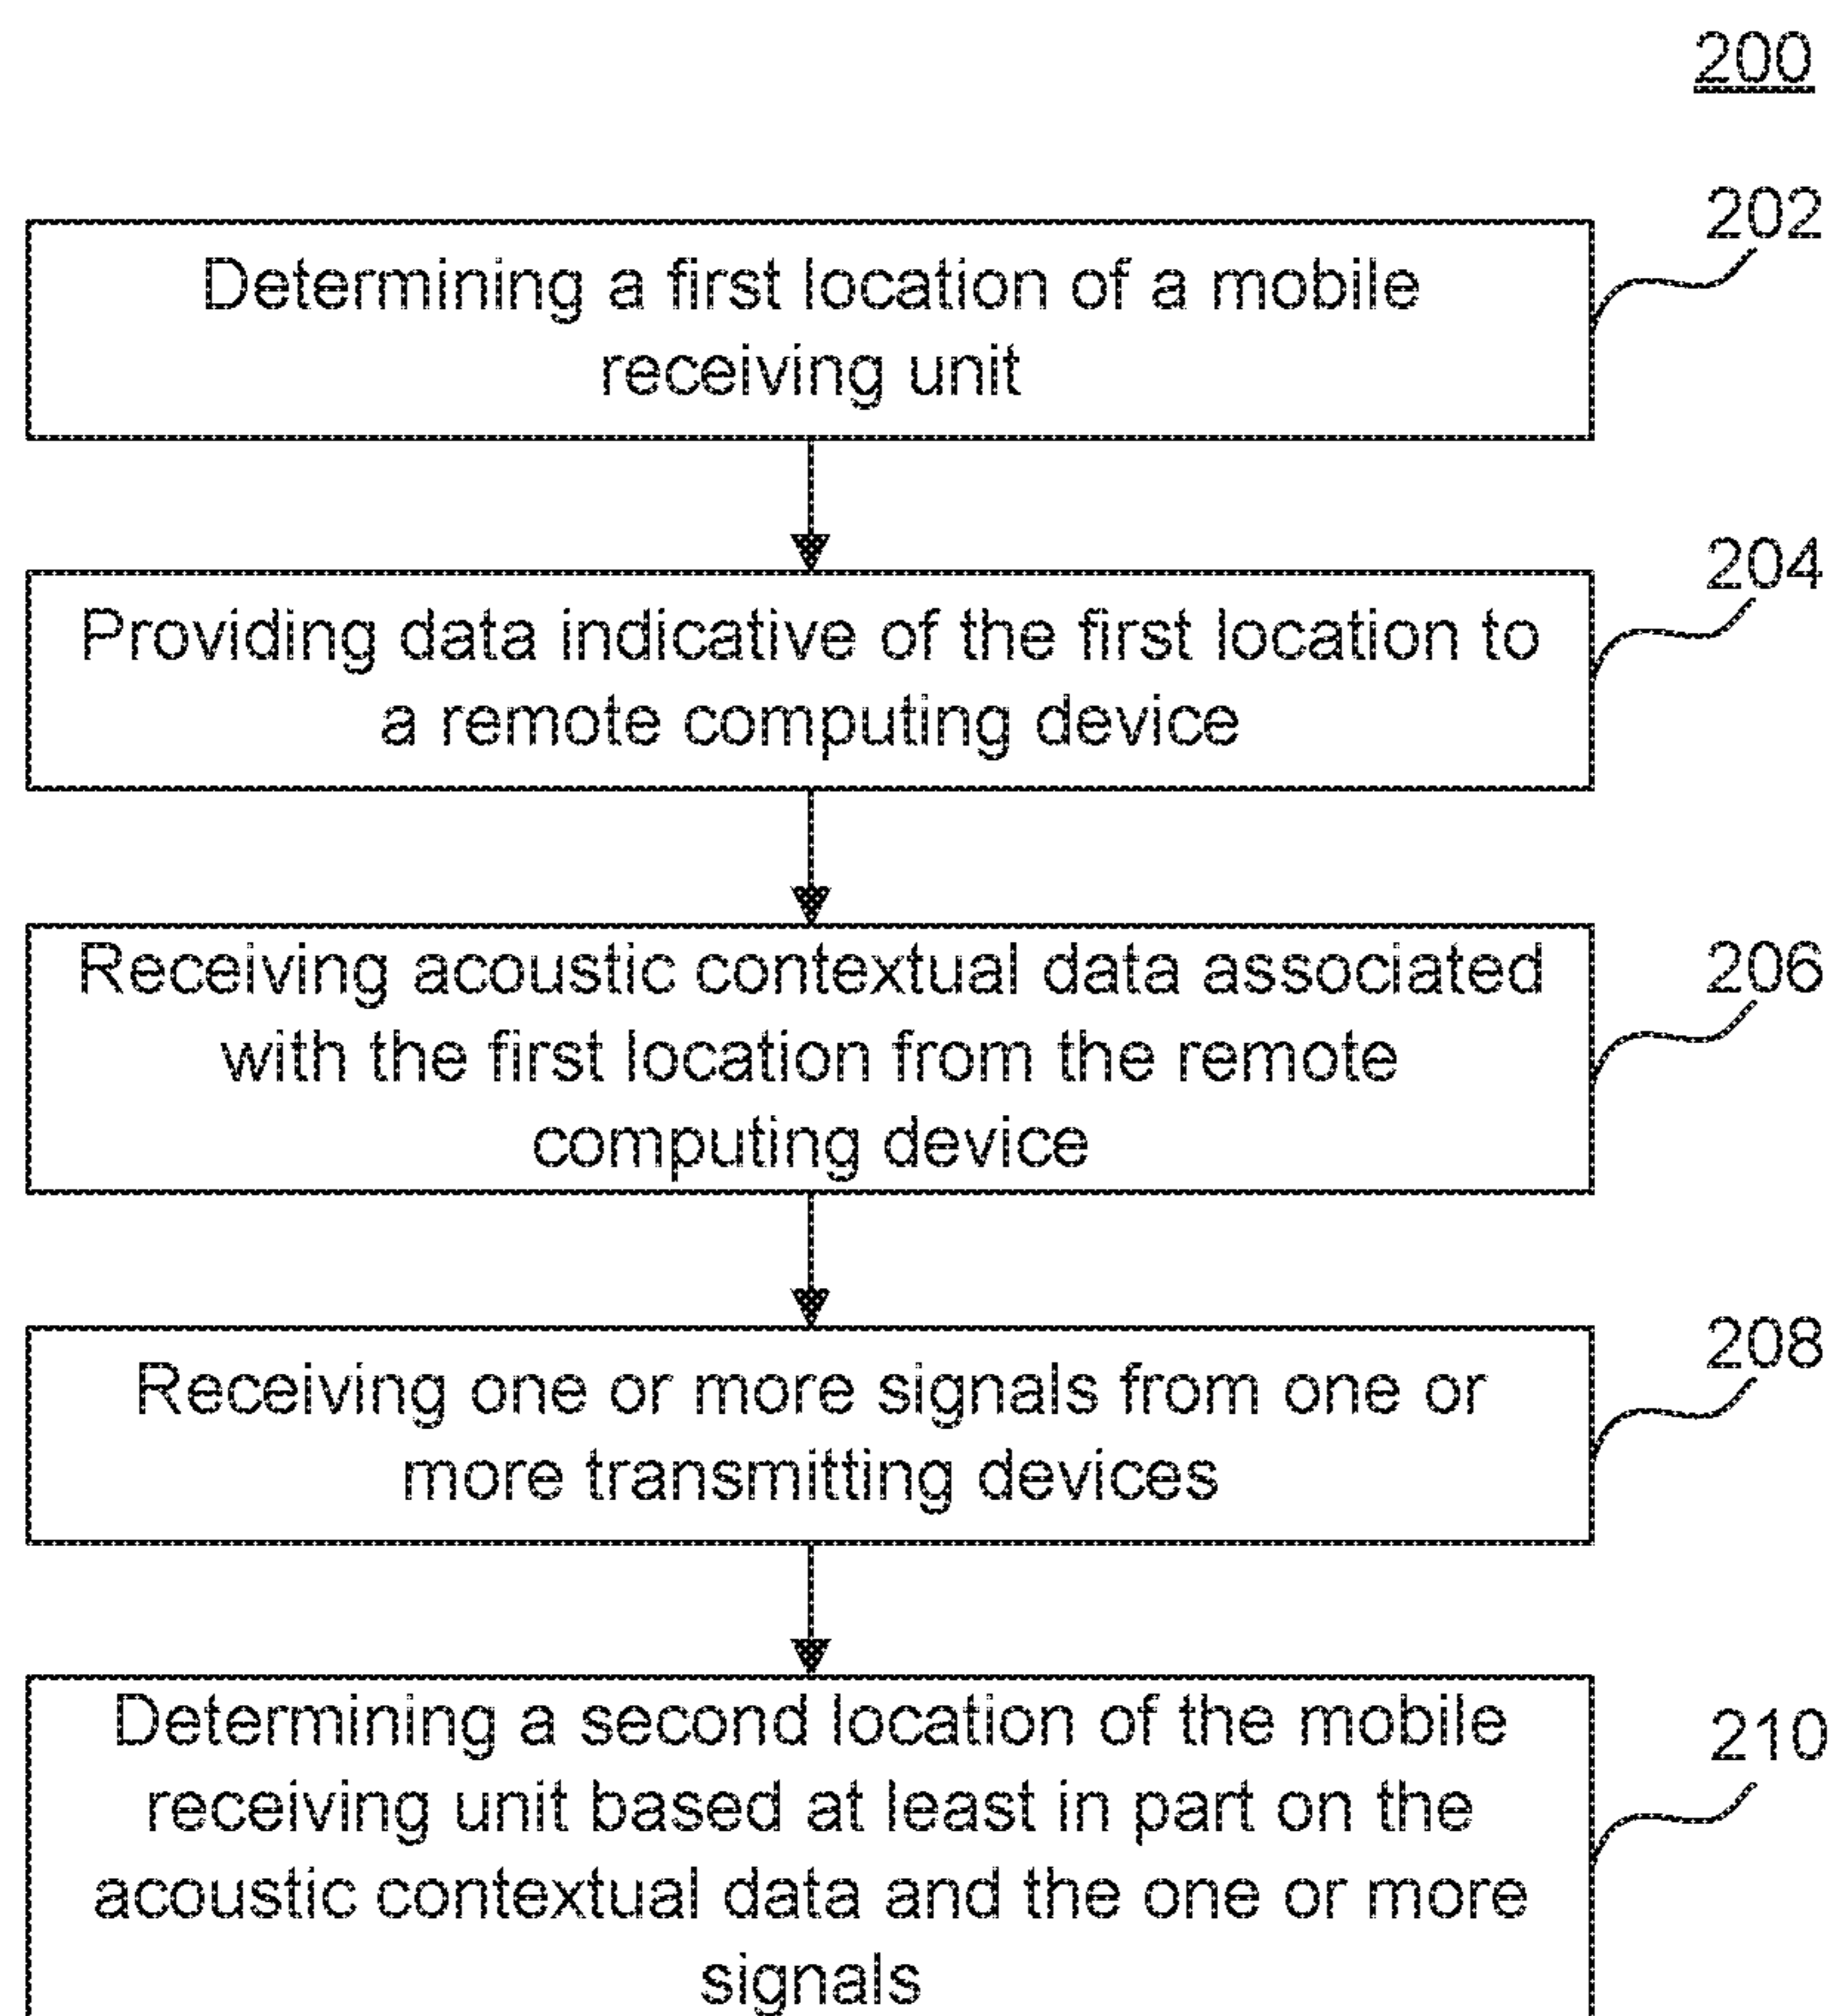 200
202
Determining a first location of a mobile
receiving unit
204
Providing data indicative of the first location to
a remote computing device
206
Receiving acoustic contextual data associated
with the first location from the remote
computing device
208
Receiving one or more signals from one or
more transmitting devices
210
Determining a second location of the mobile
receiving unit based at least in part on the
acoustic contextual data and the one or more
signals